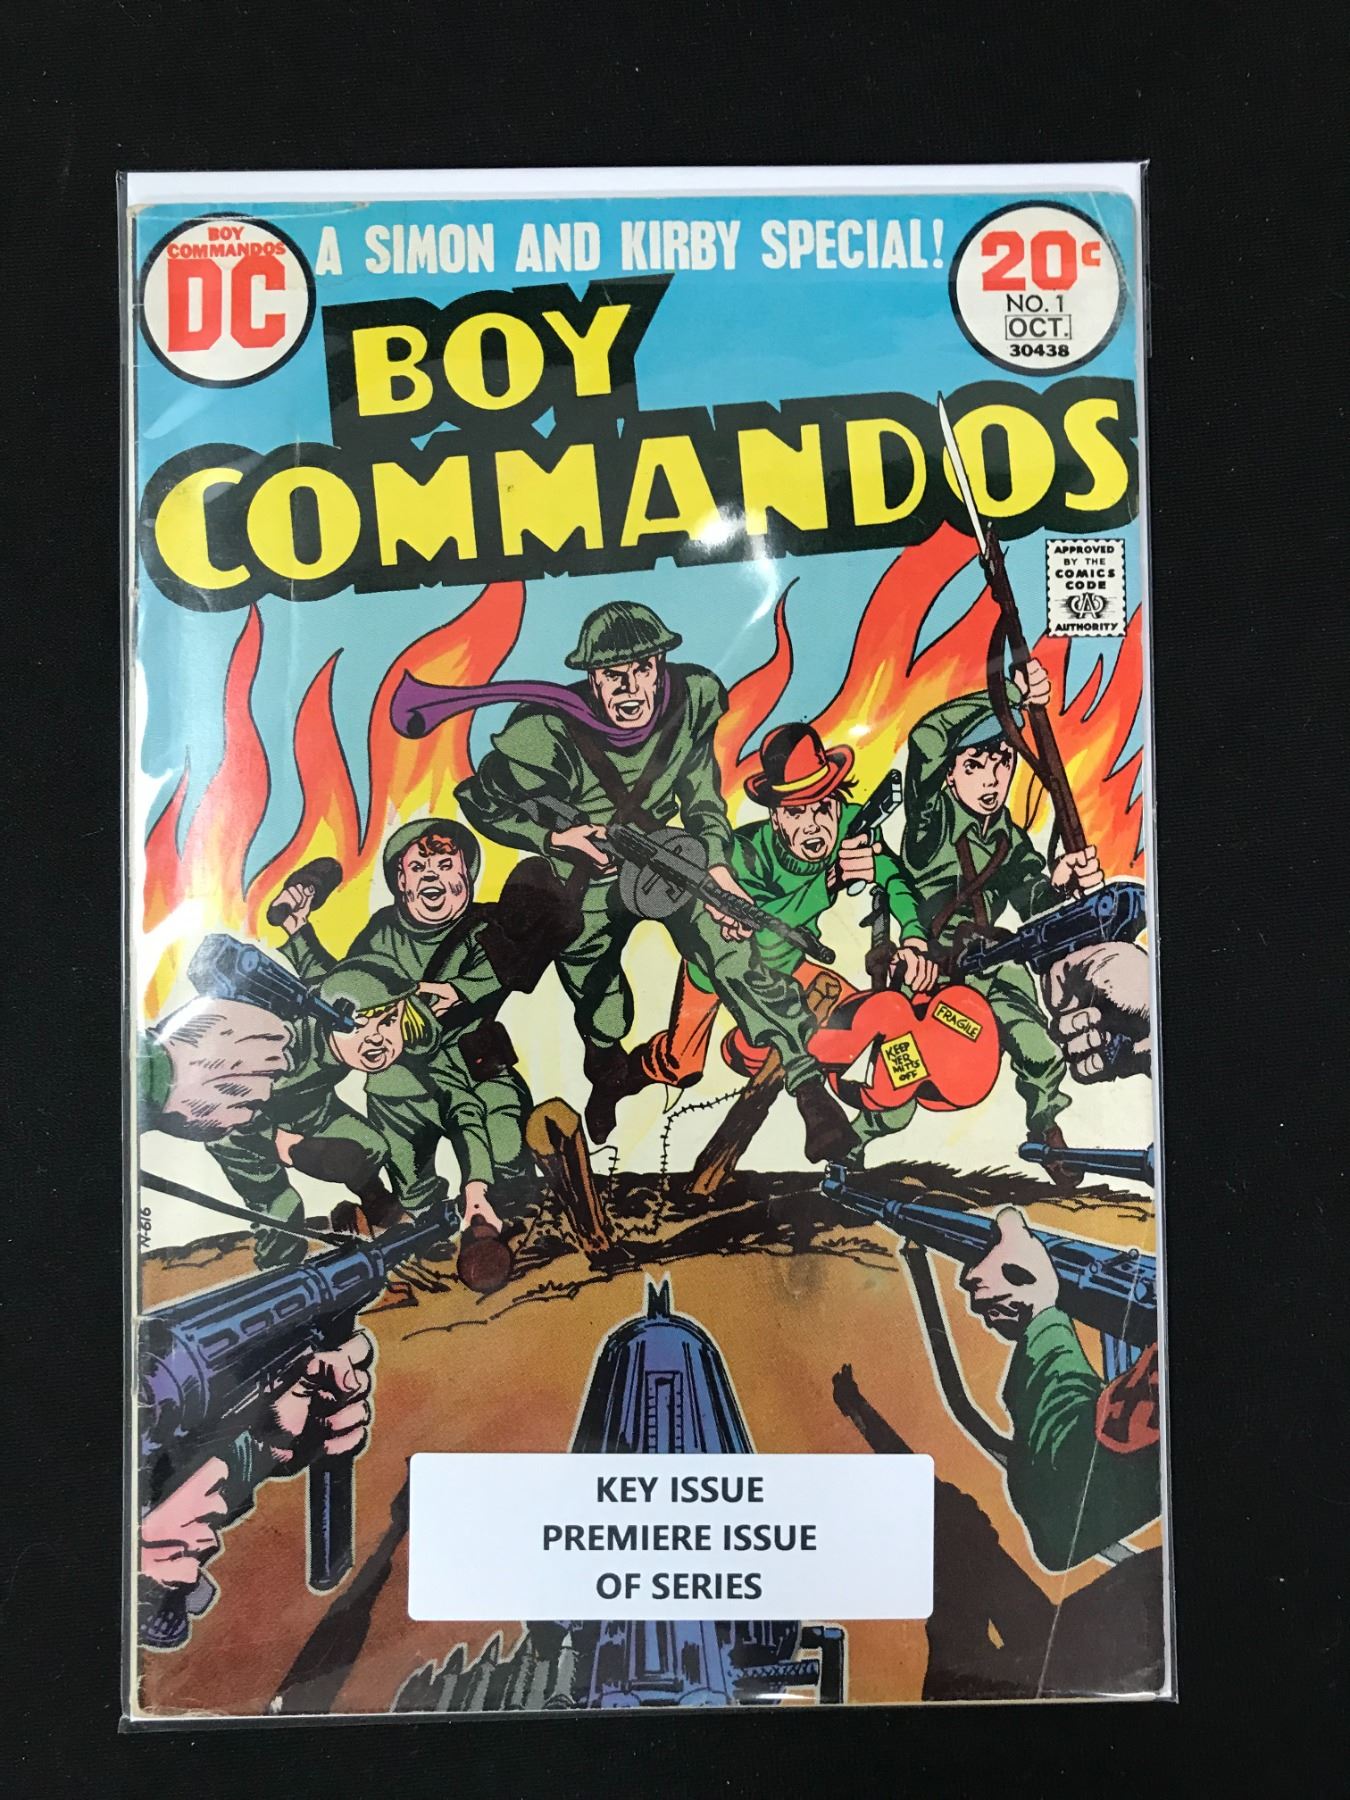 BOY
COMMANDOS
DC
A SIMON AND KIRBY SPECIAL!
20¢
NO. 1
OCT.
30438
BOY
COMMANDOS
APPROVED
BY THE
COMICS
CODE
AUTHORITY
FRAGILE
KEEP
YER
MITTS
OFF
N-616
KEY ISSUE
PREMIERE ISSUE
OF SERIES